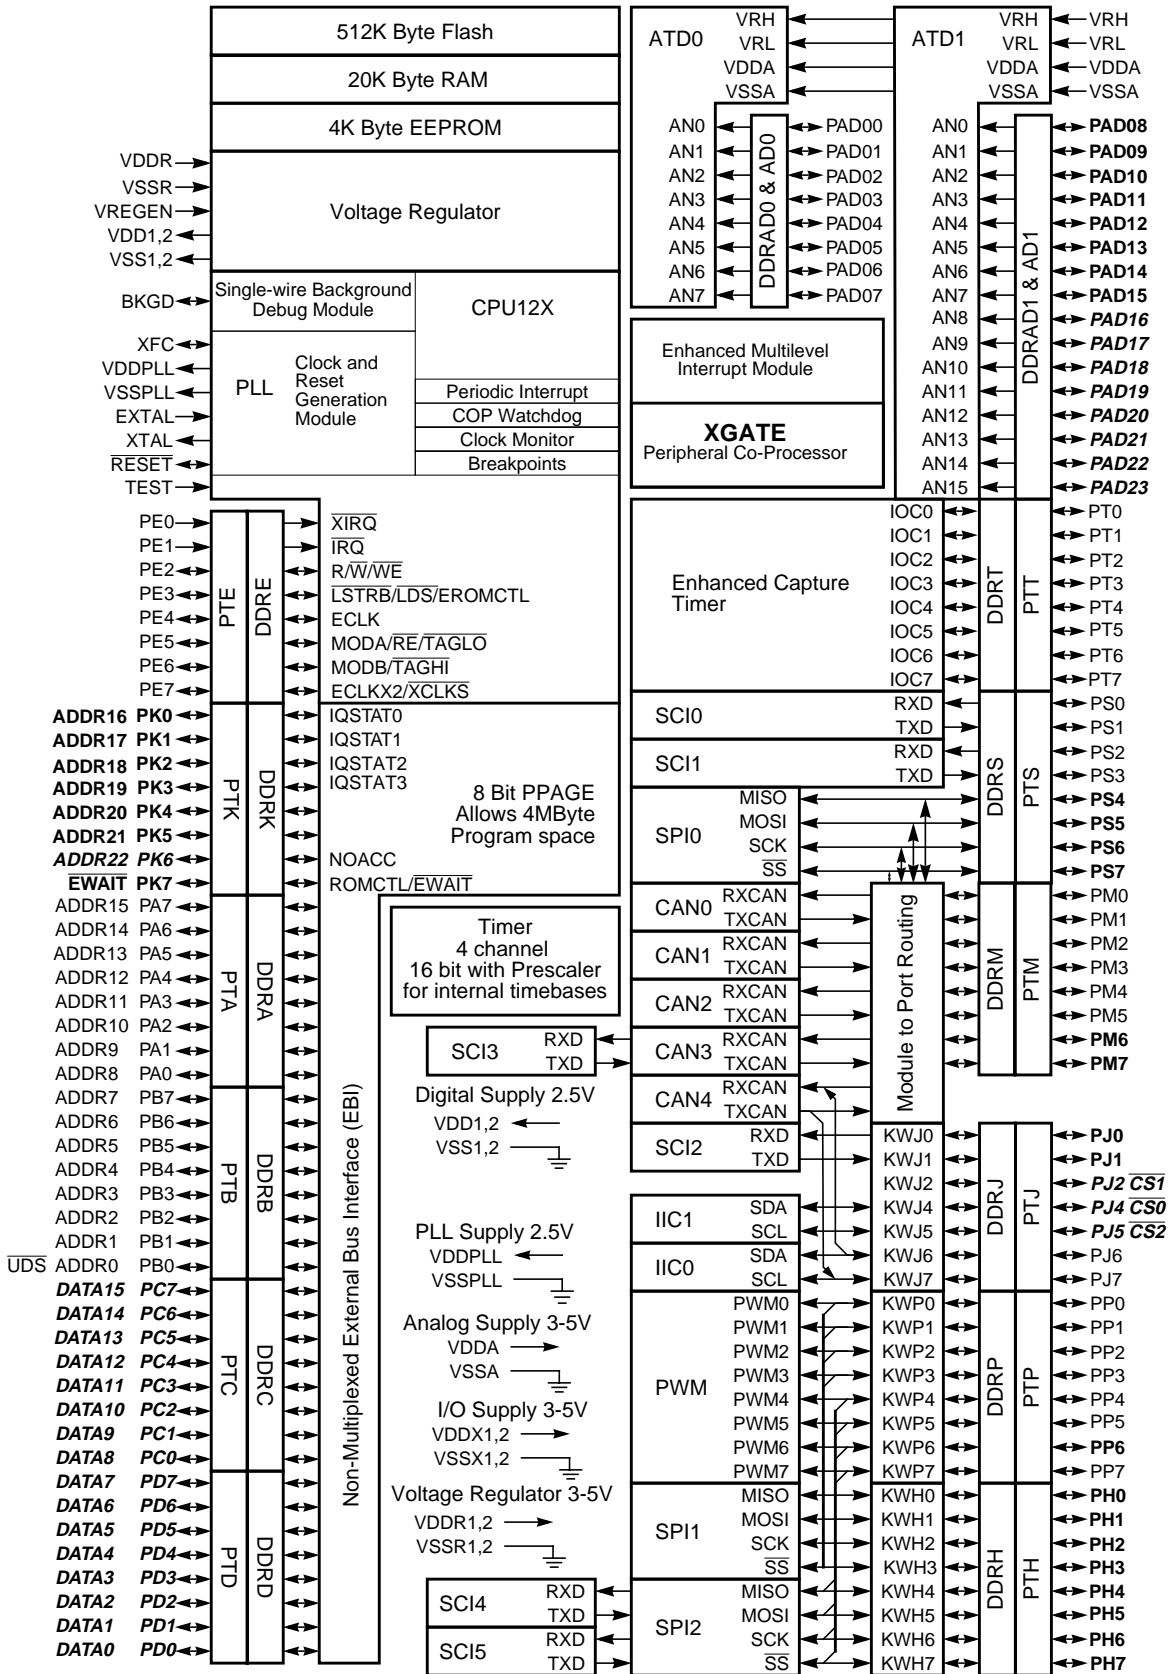 512K Byte Flash
20K Byte RAM
4K Byte EEPROM
VDDR
VSSR
VREGEN
VDD1,2
VSS1,2
Voltage Regulator
BKGD
Single-wire Background
Debug Module
CPU12X
XFC
VDDPLL
VSSPLL
EXTAL
XTAL
RESET
TEST
PLL
Clock and
Reset
Generation
Module
Periodic Interrupt
COP Watchdog
Clock Monitor
Breakpoints
PE0
PE1
PE2
PE3
PE4
PE5
PE6
PE7
PTE
DDRE
XIRQ
IRQ
R/W/WE
LSTRB/LDS/EROMCTL
ECLK
MODA/RE/TAGLO
MODB/TAGHI
ECLKX2/XCLKS
ADDR16 PK0
ADDR17 PK1
ADDR18 PK2
ADDR19 PK3
ADDR20 PK4
ADDR21 PK5
ADDR22 PK6
EWAIT PK7
PTK
DDRK
IQSTAT0
IQSTAT1
IQSTAT2
IQSTAT3
NOACC
ROMCTL/EWAIT
8 Bit PPAGE
Allows 4MByte
Program space
ADDR15 PA7
ADDR14 PA6
ADDR13 PA5
ADDR12 PA4
ADDR11 PA3
ADDR10 PA2
ADDR9 PA1
ADDR8 PA0
PTA
DDRA
ADDR7 PB7
ADDR6 PB6
ADDR5 PB5
ADDR4 PB4
ADDR3 PB3
ADDR2 PB2
ADDR1 PB1
UDS ADDR0 PB0
PTB
DDRB
DATA15 PC7
DATA14 PC6
DATA13 PC5
DATA12 PC4
DATA11 PC3
DATA10 PC2
DATA9 PC1
DATA8 PC0
PTC
DDRC
DATA7 PD7
DATA6 PD6
DATA5 PD5
DATA4 PD4
DATA3 PD3
DATA2 PD2
DATA1 PD1
DATA0 PD0
PTD
DDRD
Non-Multiplexed External Bus Interface (EBI)
Timer
4 channel
16 bit with Prescaler
for internal timebases
SCI3
RXD
TXD
Digital Supply 2.5V
VDD1,2
VSS1,2
PLL Supply 2.5V
VDDPLL
VSSPLL
Analog Supply 3-5V
VDDA
VSSA
I/O Supply 3-5V
VDDX1,2
VSSX1,2
Voltage Regulator 3-5V
VDDR1,2
VSSR1,2
SCI4
RXD
TXD
SCI5
RXD
TXD
ATD0
VRH
VRL
VDDA
VSSA
AN0
AN1
AN2
AN3
AN4
AN5
AN6
AN7
DDRAD0 & AD0
PAD00
PAD01
PAD02
PAD03
PAD04
PAD05
PAD06
PAD07
ATD1
VRH
VRL
VDDA
VSSA
VRH
VRL
VDDA
VSSA
AN0
AN1
AN2
AN3
AN4
AN5
AN6
AN7
AN8
AN9
AN10
AN11
AN12
AN13
AN14
AN15
DDRAD1 & AD1
PAD08
PAD09
PAD10
PAD11
PAD12
PAD13
PAD14
PAD15
PAD16
PAD17
PAD18
PAD19
PAD20
PAD21
PAD22
PAD23
Enhanced Multilevel
Interrupt Module
XGATE
Peripheral Co-Processor
Enhanced Capture
Timer
IOC0
IOC1
IOC2
IOC3
IOC4
IOC5
IOC6
IOC7
DDRT
PTT
PT0
PT1
PT2
PT3
PT4
PT5
PT6
PT7
SCI0
RXD
TXD
SCI1
RXD
TXD
SPI0
MISO
MOSI
SCK
SS
DDRS
PTS
PS0
PS1
PS2
PS3
PS4
PS5
PS6
PS7
CAN0
RXCAN
TXCAN
CAN1
RXCAN
TXCAN
CAN2
RXCAN
TXCAN
CAN3
RXCAN
TXCAN
CAN4
RXCAN
TXCAN
SCI2
RXD
TXD
Module to Port Routing
DDRM
PTM
PM0
PM1
PM2
PM3
PM4
PM5
PM6
PM7
IIC1
SDA
SCL
IIC0
SDA
SCL
KWJ0
KWJ1
KWJ2
KWJ4
KWJ5
KWJ6
KWJ7
DDRJ
PTJ
PJ0
PJ1
PJ2 CS1
PJ4 CS0
PJ5 CS2
PJ6
PJ7
PWM
PWM0
PWM1
PWM2
PWM3
PWM4
PWM5
PWM6
PWM7
KWP0
KWP1
KWP2
KWP3
KWP4
KWP5
KWP6
KWP7
DDRP
PTP
PP0
PP1
PP2
PP3
PP4
PP5
PP6
PP7
SPI1
MISO
MOSI
SCK
SS
SPI2
MISO
MOSI
SCK
SS
KWH0
KWH1
KWH2
KWH3
KWH4
KWH5
KWH6
KWH7
DDRH
PTH
PH0
PH1
PH2
PH3
PH4
PH5
PH6
PH7